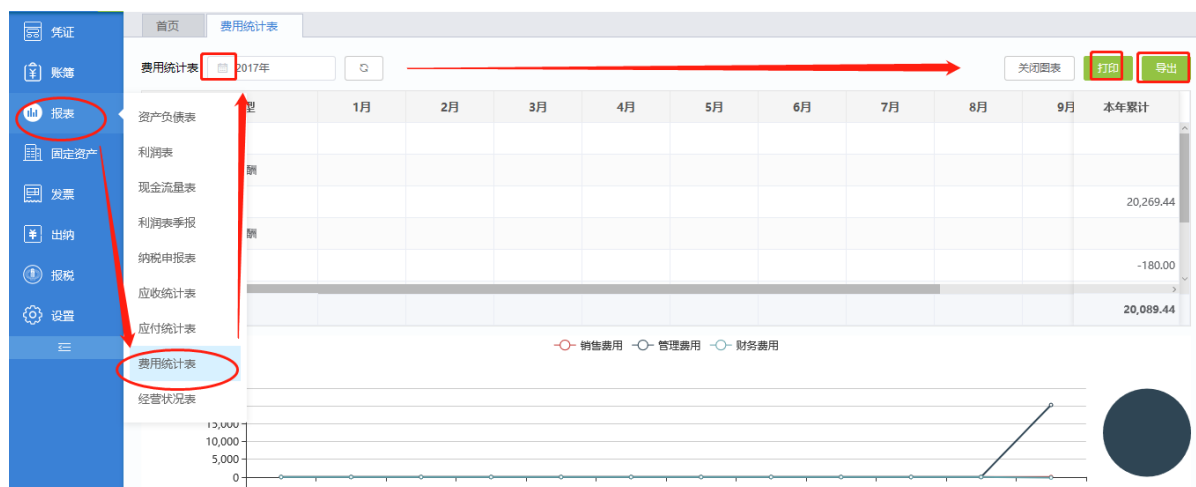 首页 费用统计表
凭证
账簿
报表
固定资产
发票
出纳
报税
设置
费用统计表 2017年 关闭图表 打印 导出
资产负债表
利润表
现金流量表
利润表季报
纳税申报表
应收统计表
应付统计表
费用统计表
经营状况表
型 1月 2月 3月 4月 5月 6月 7月 8月 9月 本年累计
酬
20,269.44
酬
-180.00
20,089.44
销售费用 管理费用 财务费用
15,000
10,000
5,000
0